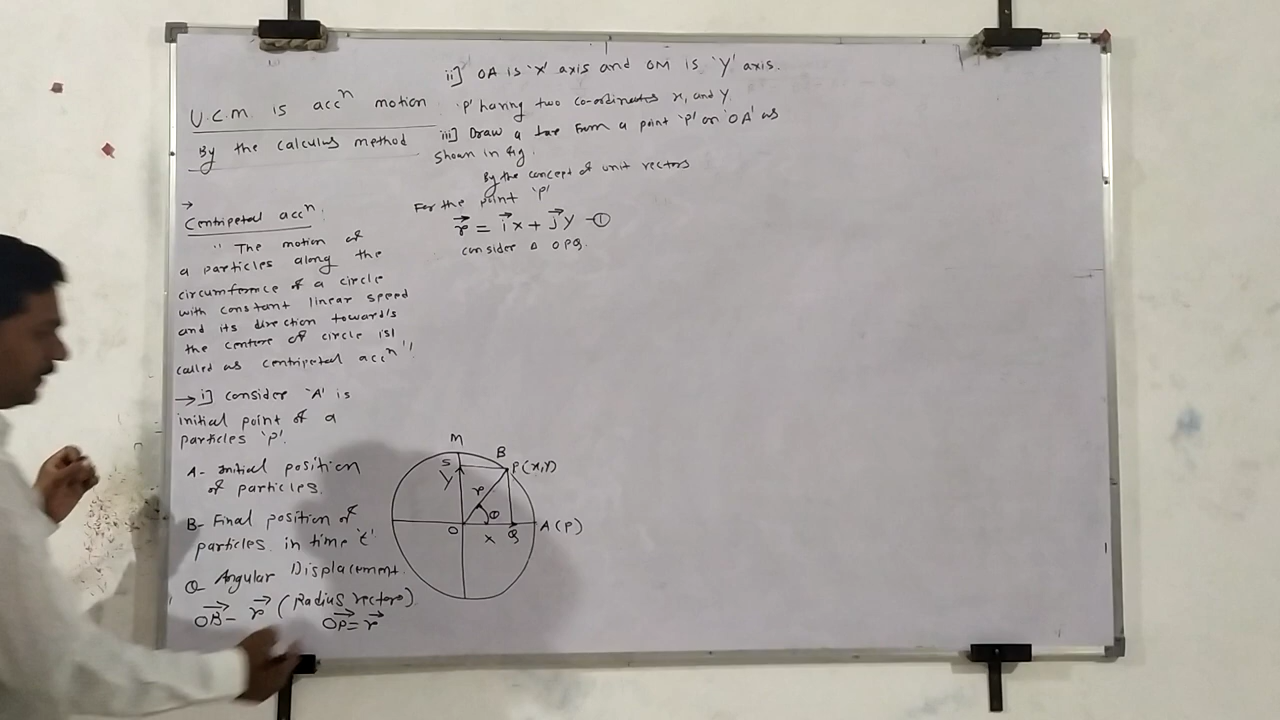 U.C.M. is accⁿ motion
By the calculus method
→
Centripetal accⁿ:
" The motion of
a particles along the
circumference of a circle
with constant linear speed
and its direction toward's
the centere of circle is
called as centripetal accⁿ"
→ i] consider 'A' is
initial point of a
particles 'p'.
A- Initial position
of particles.
B- Final position of
particles in time 't'
θ- Angular Displacement.
OB⃗ - r⃗ (Radius vector)
OP⃗ = r⃗
ii] OA is 'x' axis and OM is 'y' axis.
'P' having two co-ordinates x, and y.
iii] Draw a from a point 'p' on 'OA' as
shown in fig.
By the concept of unit vectors
For the point 'p'
r⃗ = i⃗ x + j⃗ y -①
consider Δ OPQ.
M
B
S
P(x,y)
Y
r
θ
O
x
Q
A (P)